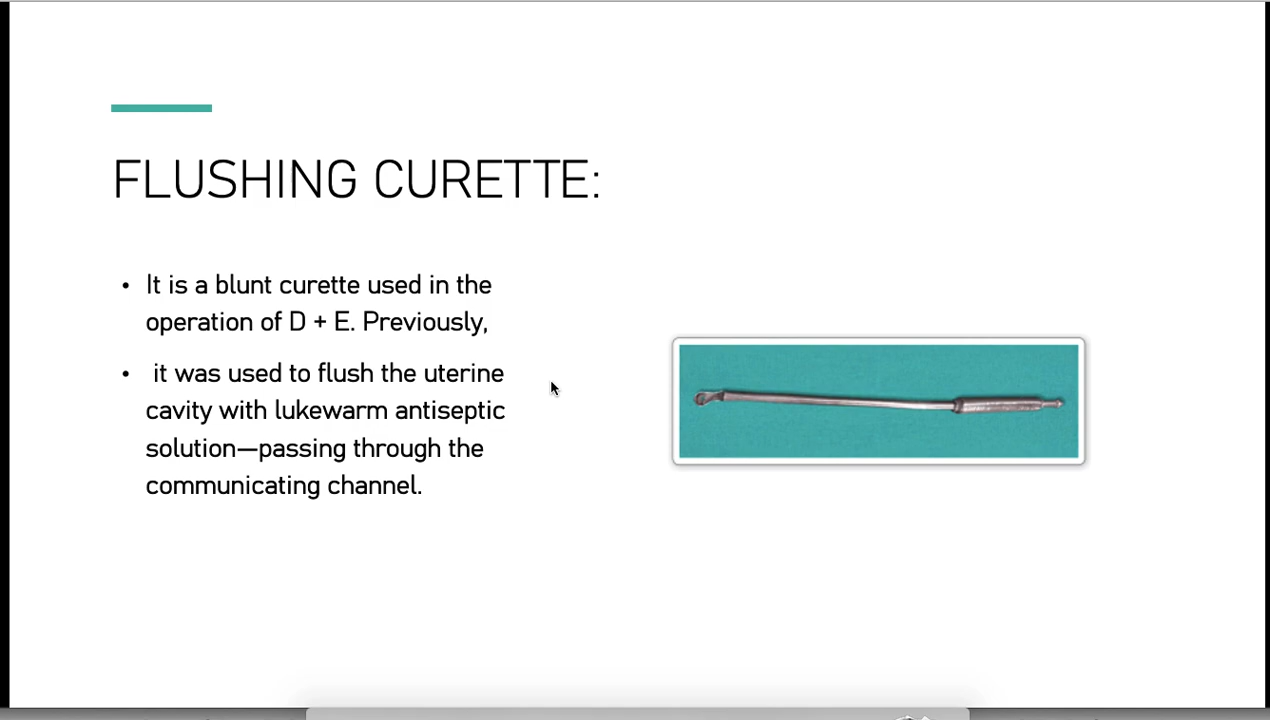 FLUSHING CURETTE:
• It is a blunt curette used in the
operation of D + E. Previously,
• it was used to flush the uterine
cavity with lukewarm antiseptic
solution—passing through the
communicating channel.